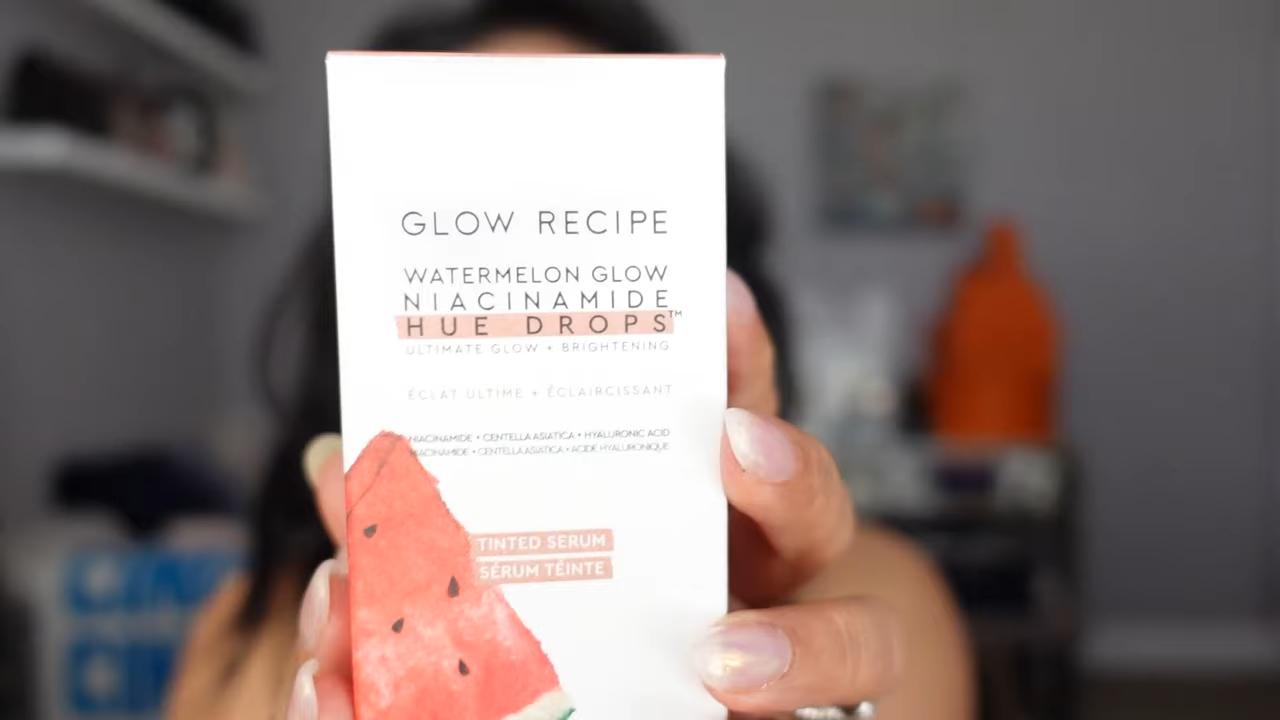 GLOW RECIPE
WATERMELON GLOW
NIACINAMIDE
HUE DROPS™
ULTIMATE GLOW + BRIGHTENING
ÉCLAT ULTIME + ÉCLAIRCISSANT
NIACINAMIDE • CENTELLA ASIATICA • HYALURONIC ACID
NIACINAMIDE • CENTELLA ASIATICA • ACIDE HYALURONIQUE
TINTED SERUM
SÉRUM TÉINTE